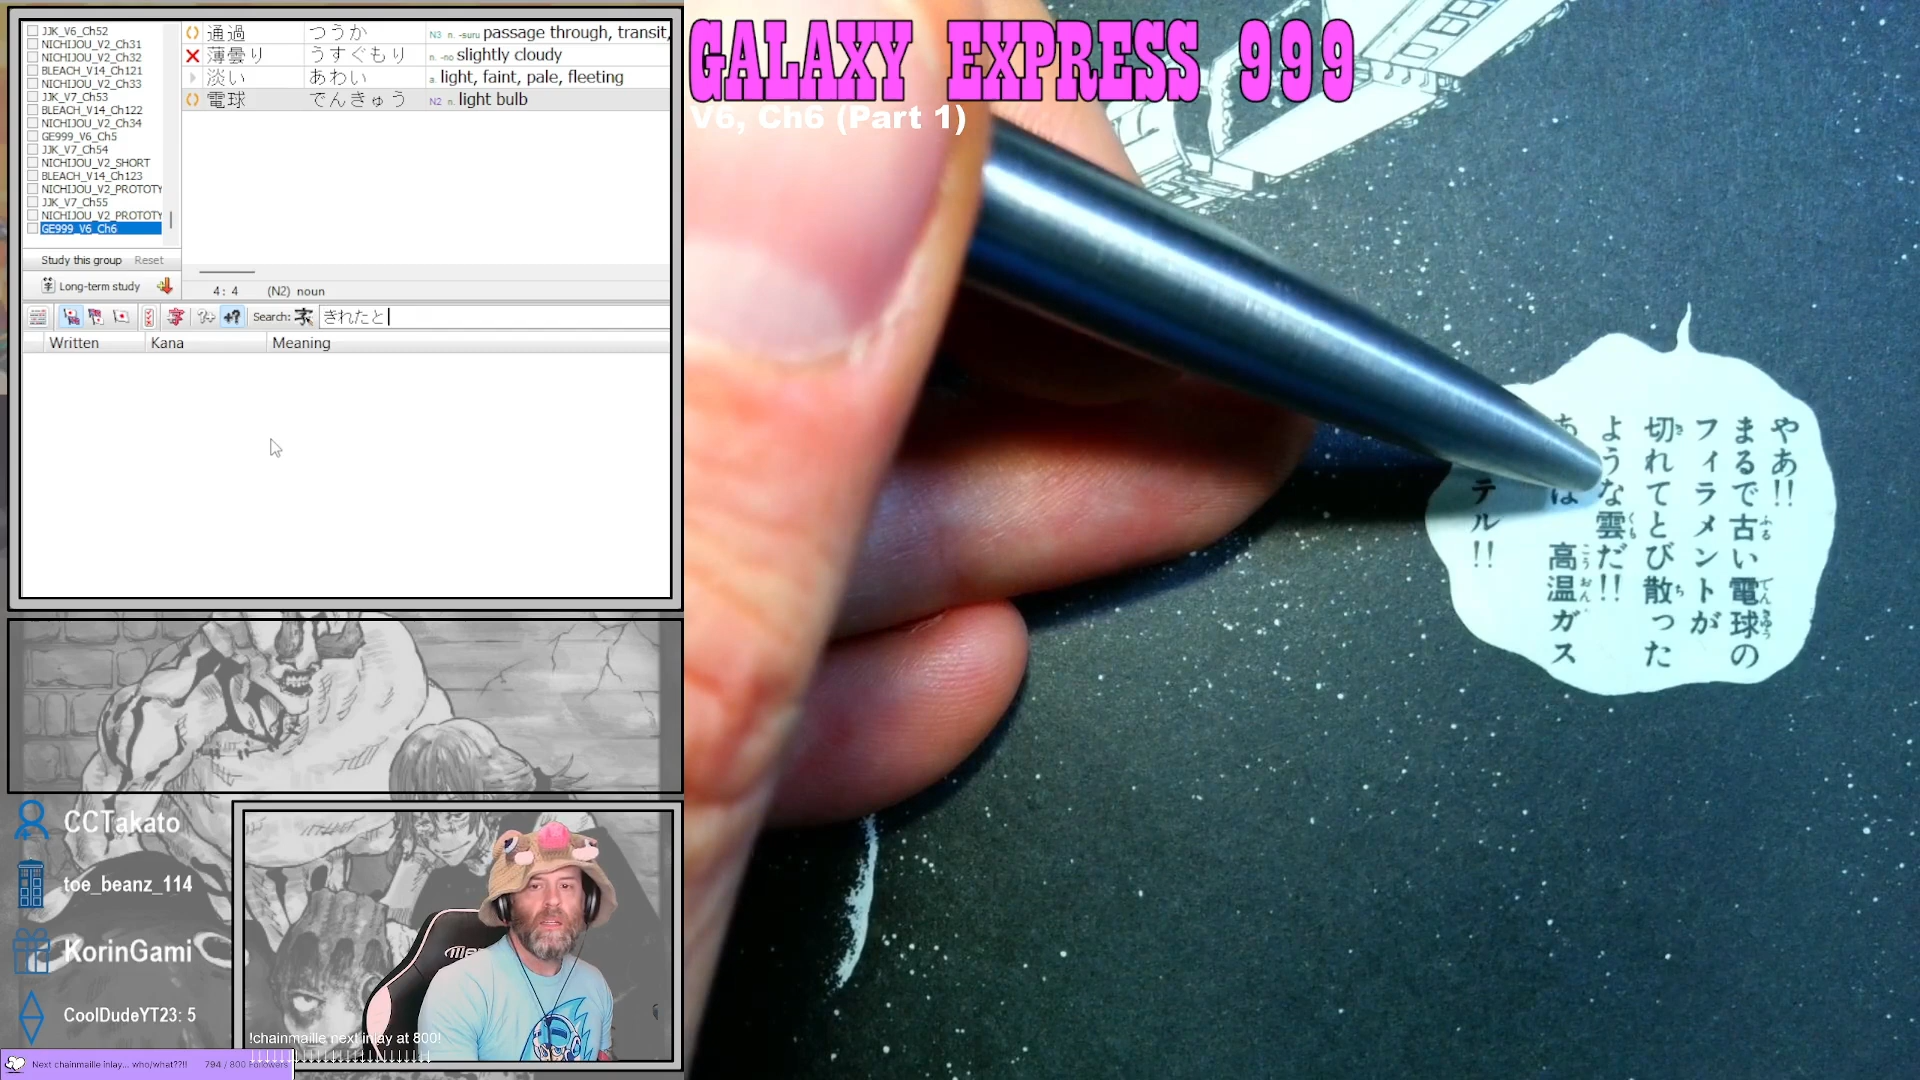 JJK_V6_Ch52
NICHIJOU_V2_Ch31
NICHIJOU_V2_Ch32
BLEACH_V14_Ch121
NICHIJOU_V2_Ch33
JJK_V7_Ch53
BLEACH_V14_Ch122
NICHIJOU_V2_Ch34
GE999_V6_Ch5
JJK_V7_Ch54
NICHIJOU_V2_SHORT
BLEACH_V14_Ch123
NICHIJOU_V2_PROTOTY
JJK_V7_Ch55
NICHIJOU_V2_PROTOTY
GE999_V6_Ch6
Study this group Reset
Long-term study
通過 つうか N3 n. -suru passage through, transit,
薄曇り うすぐもり n. -no slightly cloudy
淡い あわい a. light, faint, pale, fleeting
電球 でんきゅう N2 n. light bulb
4: 4 (N2) noun
Search: きれたと
Written Kana Meaning
GALAXY EXPRESS 999
V6, Ch6 (Part 1)
やあ!!
まるで古い電球の
フィラメントが
切れてとび散った
ような雲だ!!
は 高温ガス
テル!!
CCTakato
toe_beanz_114
KorinGami
CoolDudeYT23: 5
!chainmaille next inlay at 800!
Next chainmaille inlay... who/what??!! 794 / 800 Followers